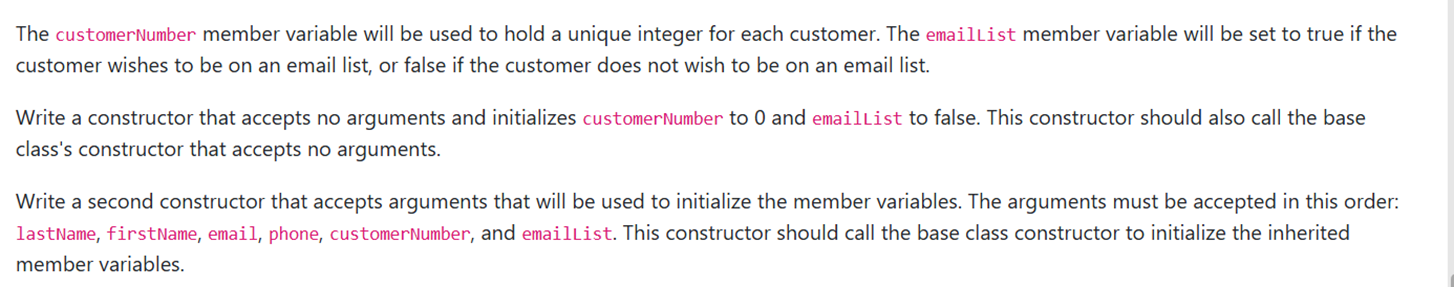 The customerNumber member variable will be used to hold a unique integer for each customer. The emailList member variable will be set to true if the
customer wishes to be on an email list, or false if the customer does not wish to be on an email list.
Write a constructor that accepts no arguments and initializes customerNumber to 0 and emailList to false. This constructor should also call the base
class's constructor that accepts no arguments.
Write a second constructor that accepts arguments that will be used to initialize the member variables. The arguments must be accepted in this order:
lastName, firstName, email, phone, customerNumber, and emailList. This constructor should call the base class constructor to initialize the inherited
member variables.